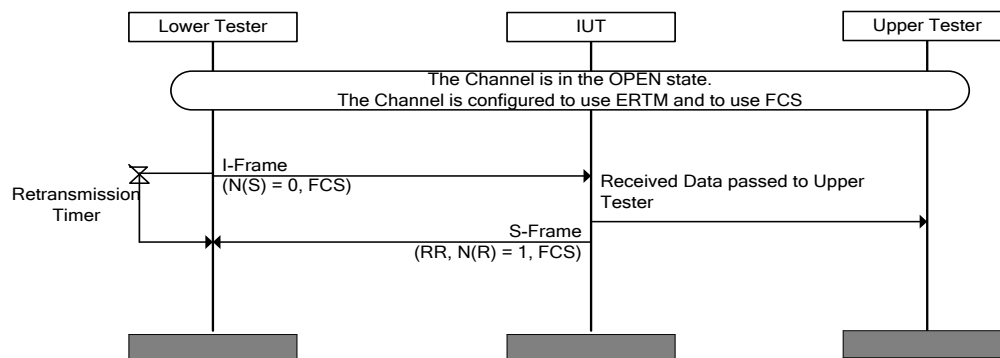 Lower Tester
IUT
Upper Tester
The Channel is in the OPEN state.
The Channel is configured to use ERTM and to use FCS
I-Frame
(N(S) = 0, FCS)
Retransmission
Timer
Received Data passed to Upper
Tester
S-Frame
(RR, N(R) = 1, FCS)